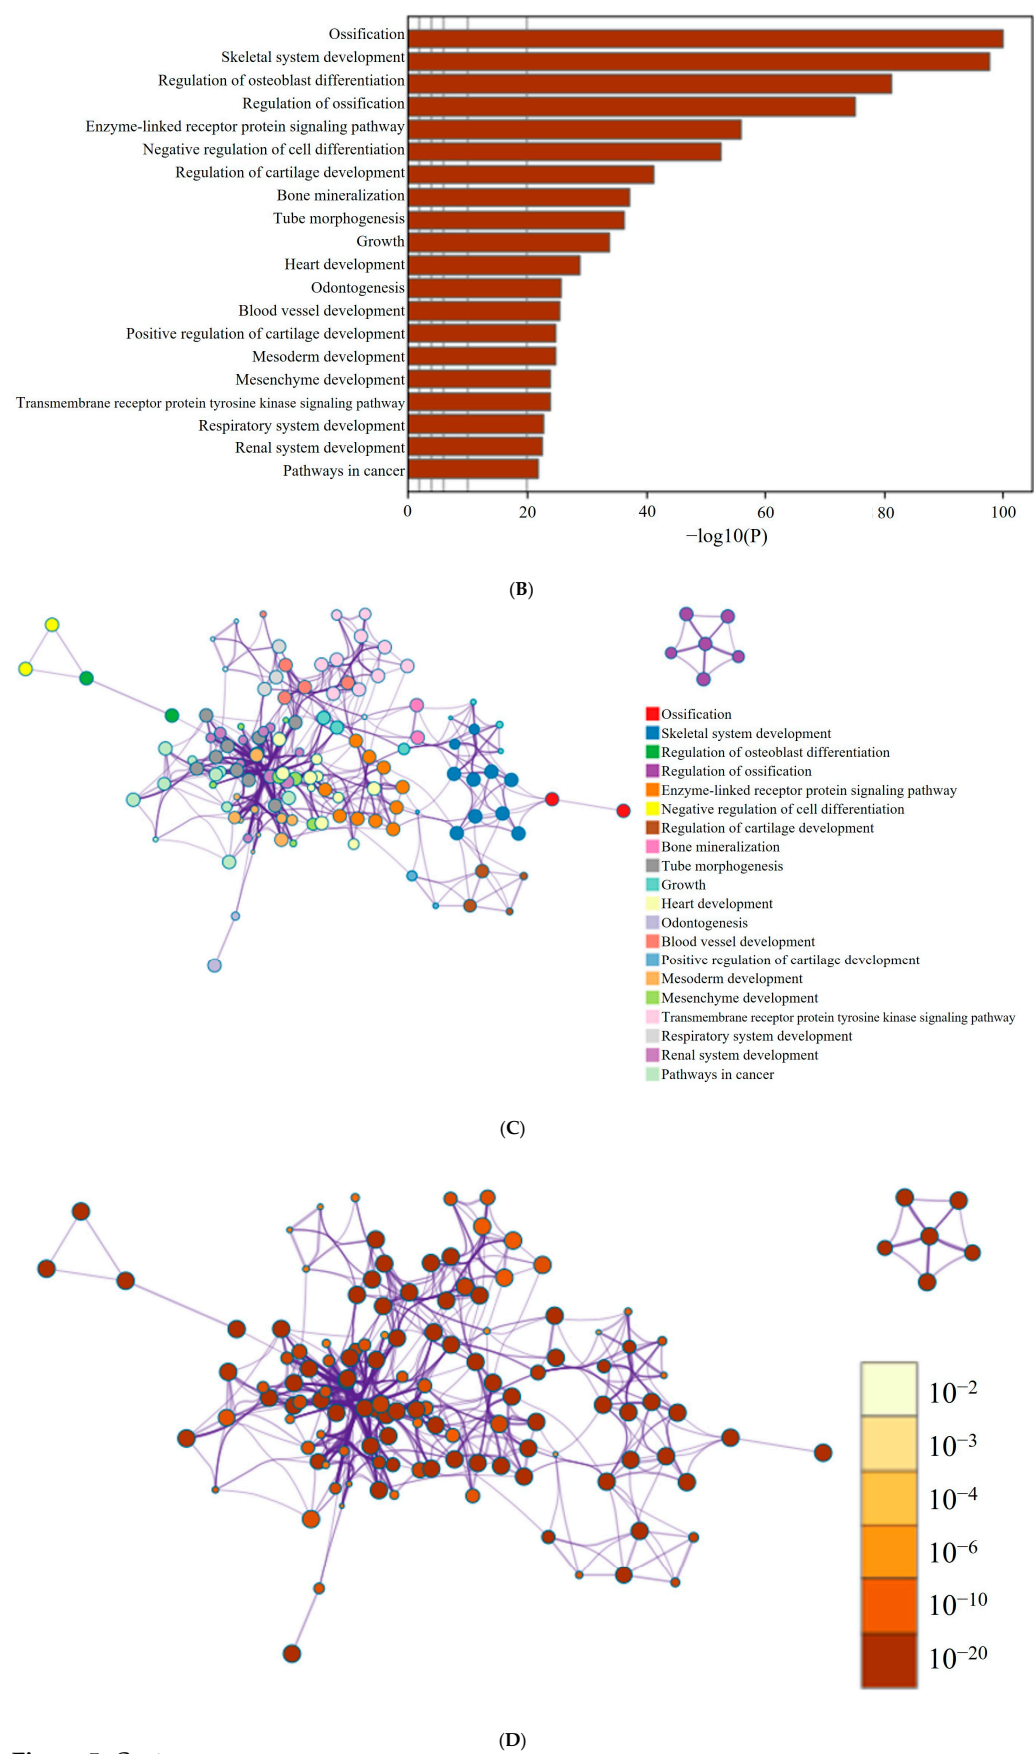 Ossification
Skeletal system development
Regulation of osteoblast differentiation
Regulation of ossification
Enzyme-linked receptor protein signaling pathway
Negative regulation of cell differentiation
Regulation of cartilage development
Bone mineralization
Tube morphogenesis
Growth
Heart development
Odontogenesis
Blood vessel development
Positive regulation of cartilage development
Mesoderm development
Mesenchyme development
Transmembrane receptor protein tyrosine kinase signaling pathway
Respiratory system development
Renal system development
Pathways in cancer
0 20 40 60 80 100
−log10(P)
(B)
Ossification
Skeletal system development
Regulation of osteoblast differentiation
Regulation of ossification
Enzyme-linked receptor protein signaling pathway
Negative regulation of cell differentiation
Regulation of cartilage development
Bone mineralization
Tube morphogenesis
Growth
Heart development
Odontogenesis
Blood vessel development
Positive regulation of cartilage development
Mesoderm development
Mesenchyme development
Transmembrane receptor protein tyrosine kinase signaling pathway
Respiratory system development
Renal system development
Pathways in cancer
(C)
10⁻²
10⁻³
10⁻⁴
10⁻⁶
10⁻¹⁰
10⁻²⁰
(D)